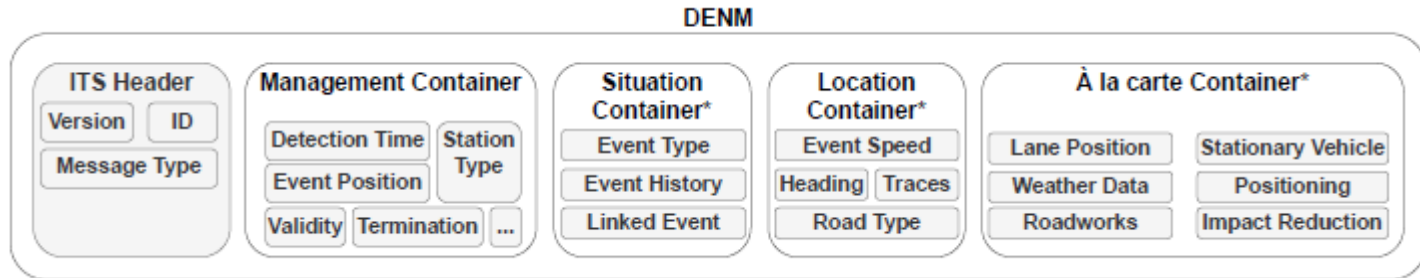 DENM
ITS Header
Version
ID
Message Type
Management Container
Detection Time
Station
Type
Event Position
Validity
Termination
...
Situation
Container*
Event Type
Event History
Linked Event
Location
Container*
Event Speed
Heading
Traces
Road Type
À la carte Container*
Lane Position
Stationary Vehicle
Weather Data
Positioning
Roadworks
Impact Reduction